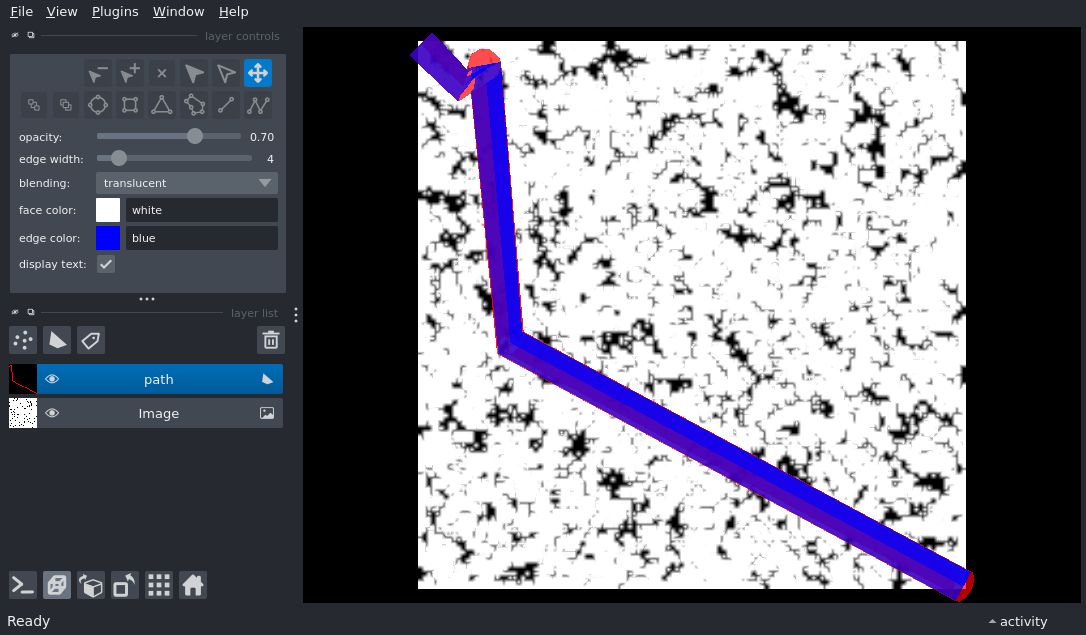 File View Plugins Window Help
layer controls
opacity: 0.70
edge width: 4
blending: translucent
face color: white
edge color: blue
display text:
layer list
path
Image
Ready activity